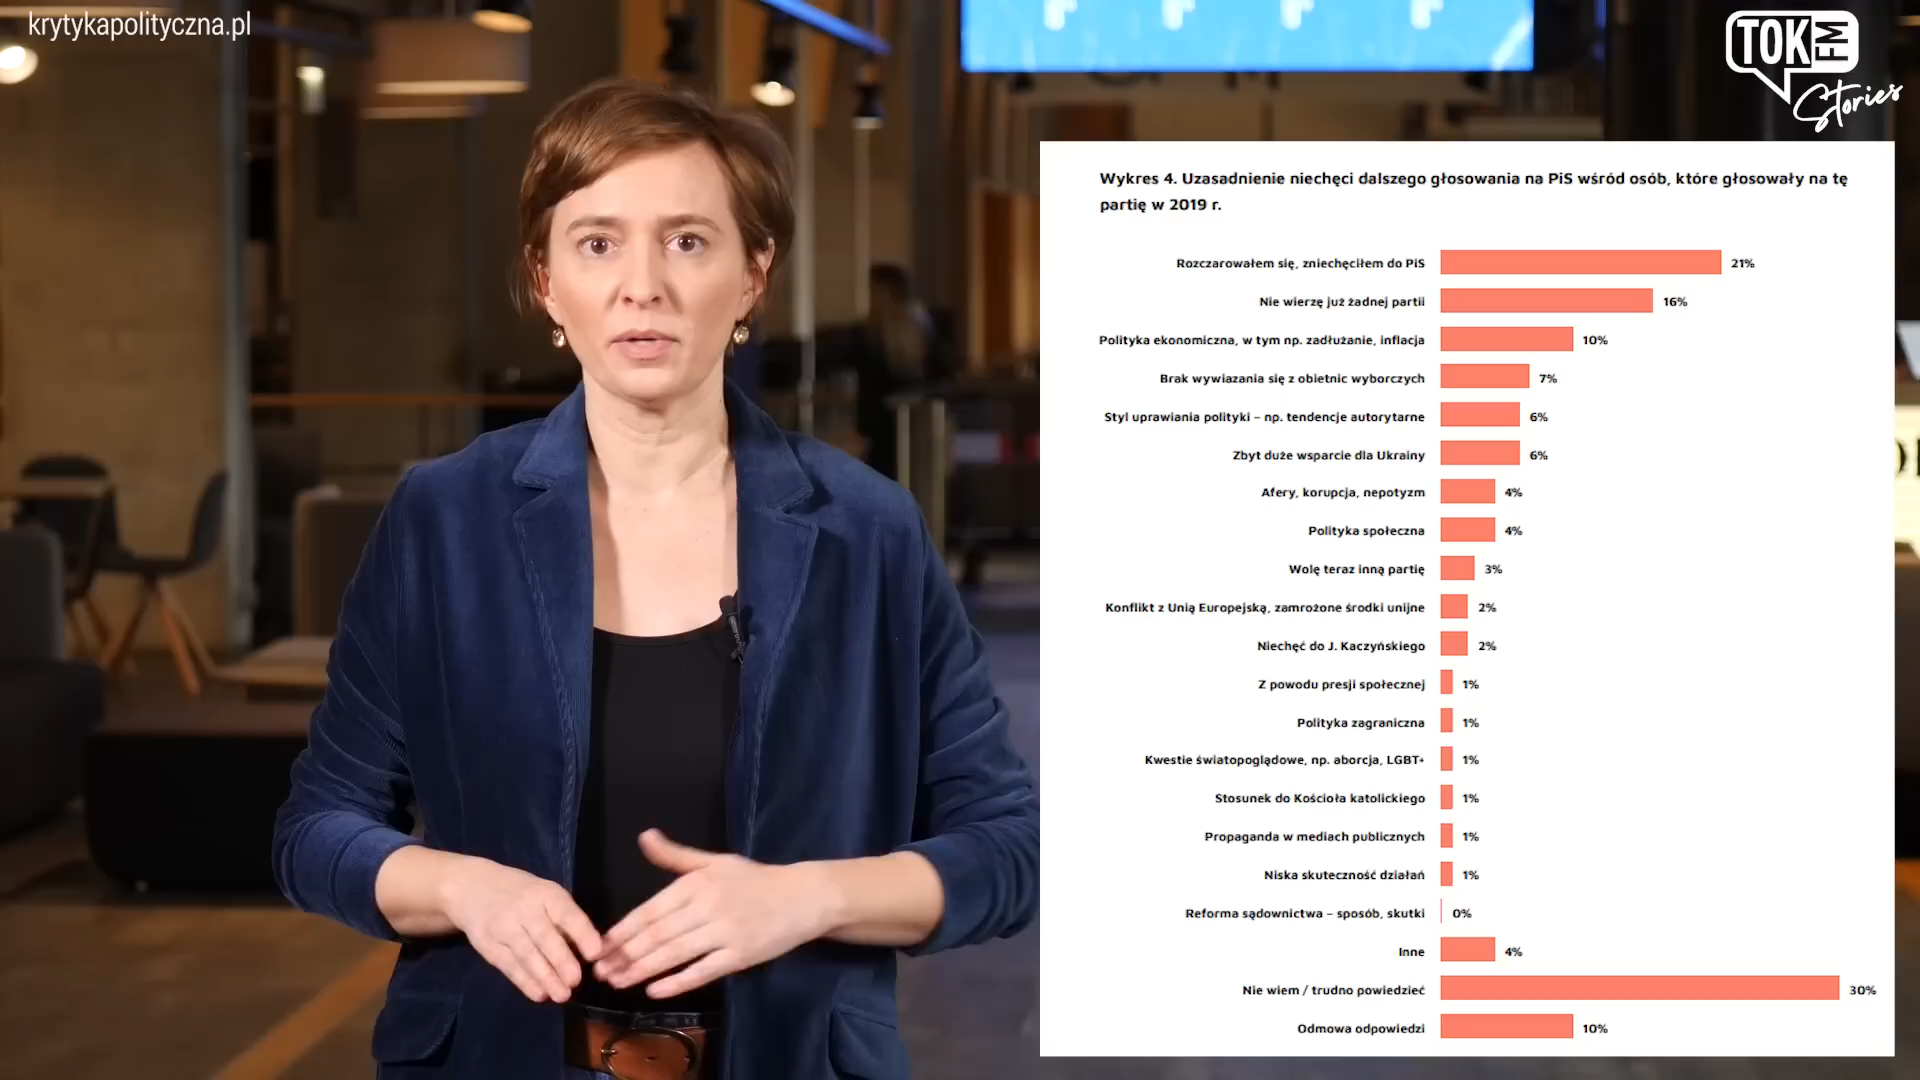 krytykapolityczna.pl
TOK FM
Stories
Wykres 4. Uzasadnienie niechęci dalszego głosowania na PiS wśród osób, które głosowały na tę
partię w 2019 r.
Rozczarowałem się, zniechęciłem do PiS 21%
Nie wierzę już żadnej partii 16%
Polityka ekonomiczna, w tym np. zadłużanie, inflacja 10%
Brak wywiazania się z obietnic wyborczych 7%
Styl uprawiania polityki – np. tendencje autorytarne 6%
Zbyt duże wsparcie dla Ukrainy 6%
Afery, korupcja, nepotyzm 4%
Polityka społeczna 4%
Wolę teraz inną partię 3%
Konflikt z Unią Europejską, zamrożone środki unijne 2%
Niechęć do J. Kaczyńskiego 2%
Z powodu presji społecznej 1%
Polityka zagraniczna 1%
Kwestie światopoglądowe, np. aborcja, LGBT+ 1%
Stosunek do Kościoła katolickiego 1%
Propaganda w mediach publicznych 1%
Niska skuteczność działań 1%
Reforma sądownictwa – sposób, skutki 0%
Inne 4%
Nie wiem / trudno powiedzieć 30%
Odmowa odpowiedzi 10%